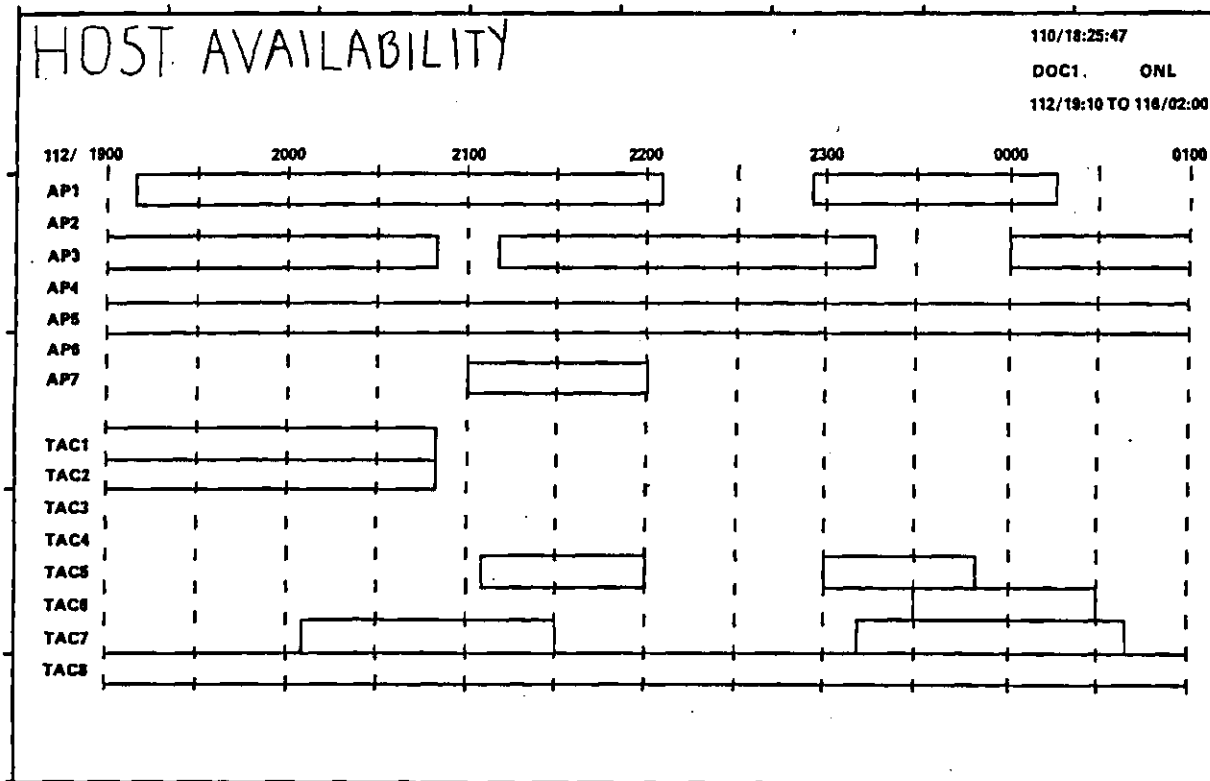 HOST AVAILABILITY
110/18:25:47
DOC1. ONL
112/19:10 TO 116/02:00
112/ 1900 2000 2100 2200 2300 0000 0100
AP1
AP2
AP3
AP4
AP5
AP6
AP7
TAC1
TAC2
TAC3
TAC4
TAC5
TAC6
TAC7
TAC8